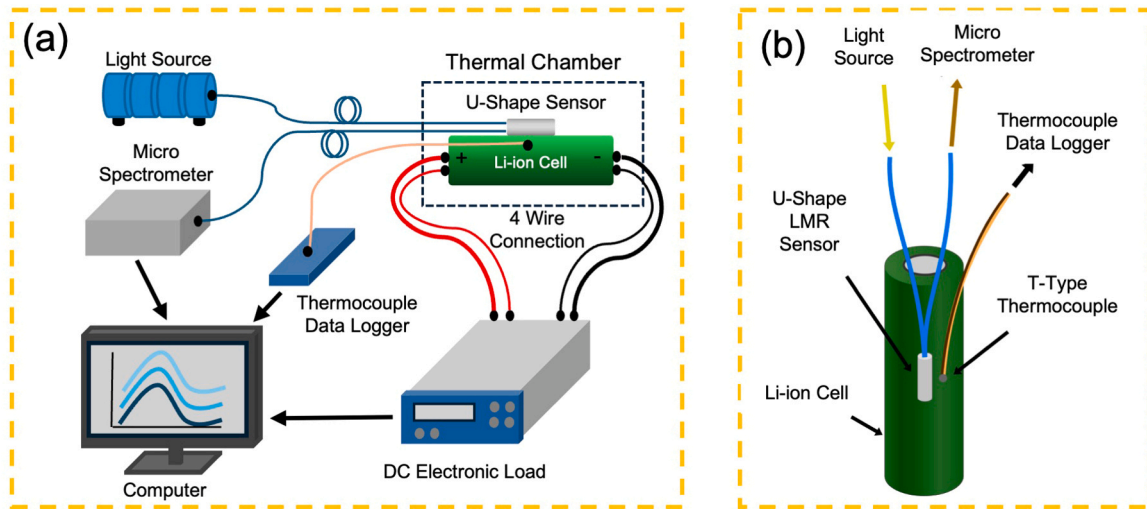 (a)
Light Source
Thermal Chamber
U-Shape Sensor
+
Li-ion Cell
-
Micro
Spectrometer
4 Wire
Connection
Thermocouple
Data Logger
DC Electronic Load
Computer
(b)
Light
Source
Micro
Spectrometer
Thermocouple
Data Logger
U-Shape
LMR
Sensor
T-Type
Thermocouple
Li-ion Cell